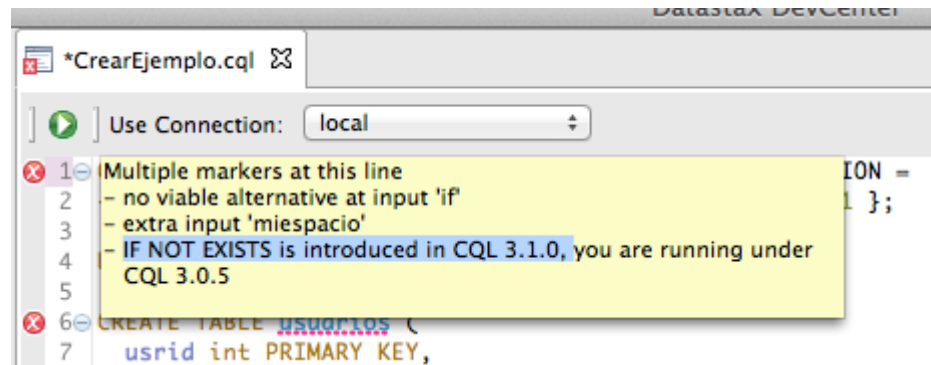 Datastax DevCenter
*CrearEjemplo.cql
Use Connection: local
1 Multiple markers at this line ION =
2 - no viable alternative at input 'if' 1 };
3 - extra input 'miespacio'
4 - IF NOT EXISTS is introduced in CQL 3.1.0, you are running under
5 CQL 3.0.5
6 CREATE TABLE usuarios (
7 usrid int PRIMARY KEY,